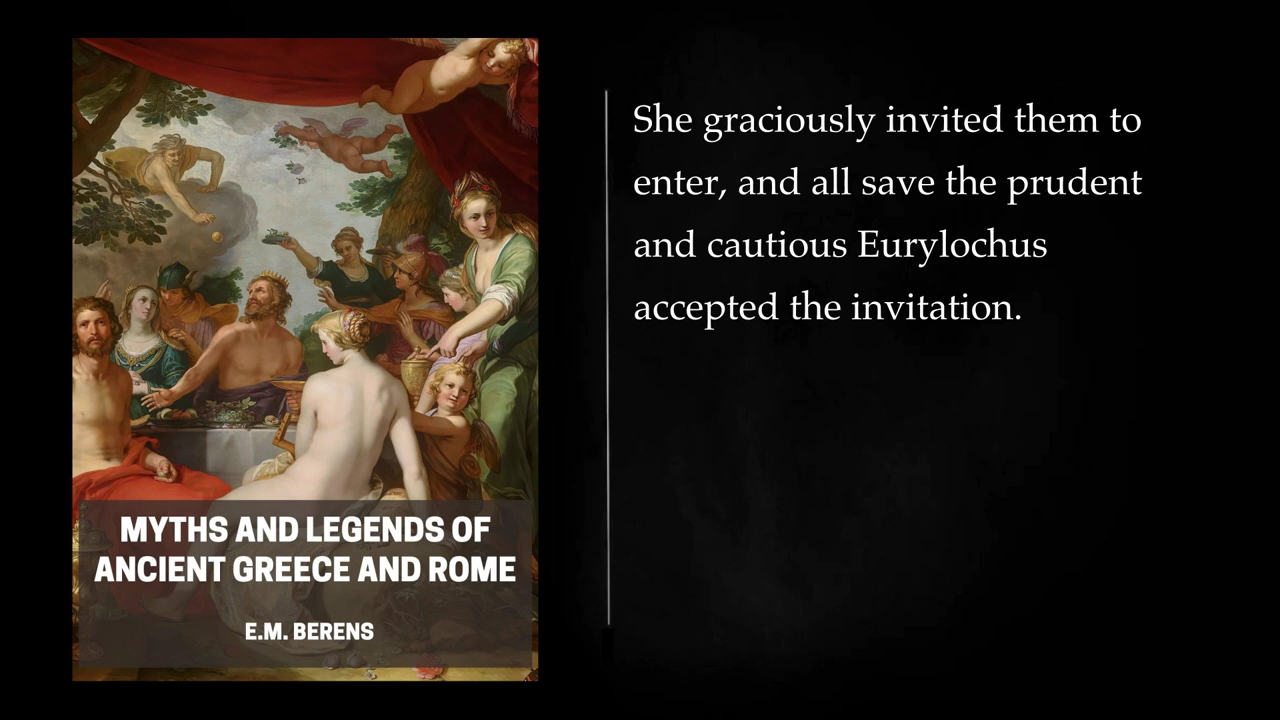 She graciously invited them to
enter, and all save the prudent
and cautious Eurylochus
accepted the invitation.
MYTHS AND LEGENDS OF
ANCIENT GREECE AND ROME
E.M. BERENS